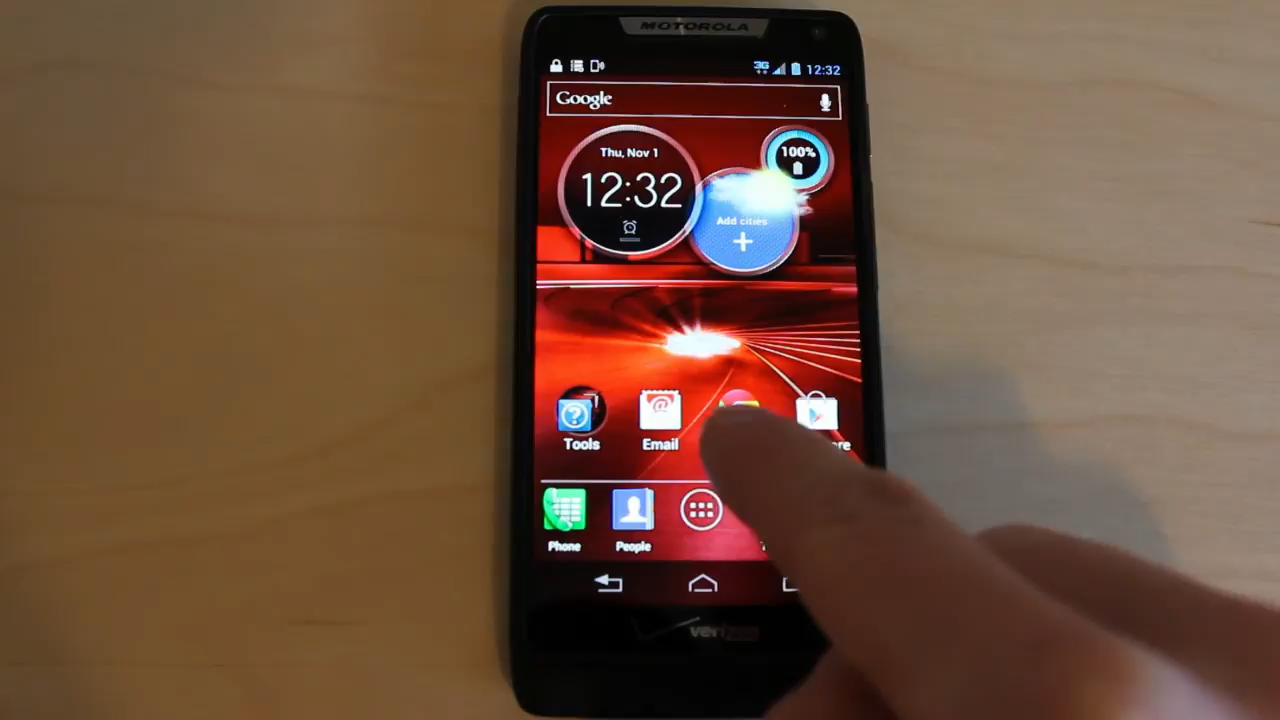 MOTOROLA
3G 12:32
Google
Thu, Nov 1
12:32
100%
Add cities
+
Tools
Email
Phone
People